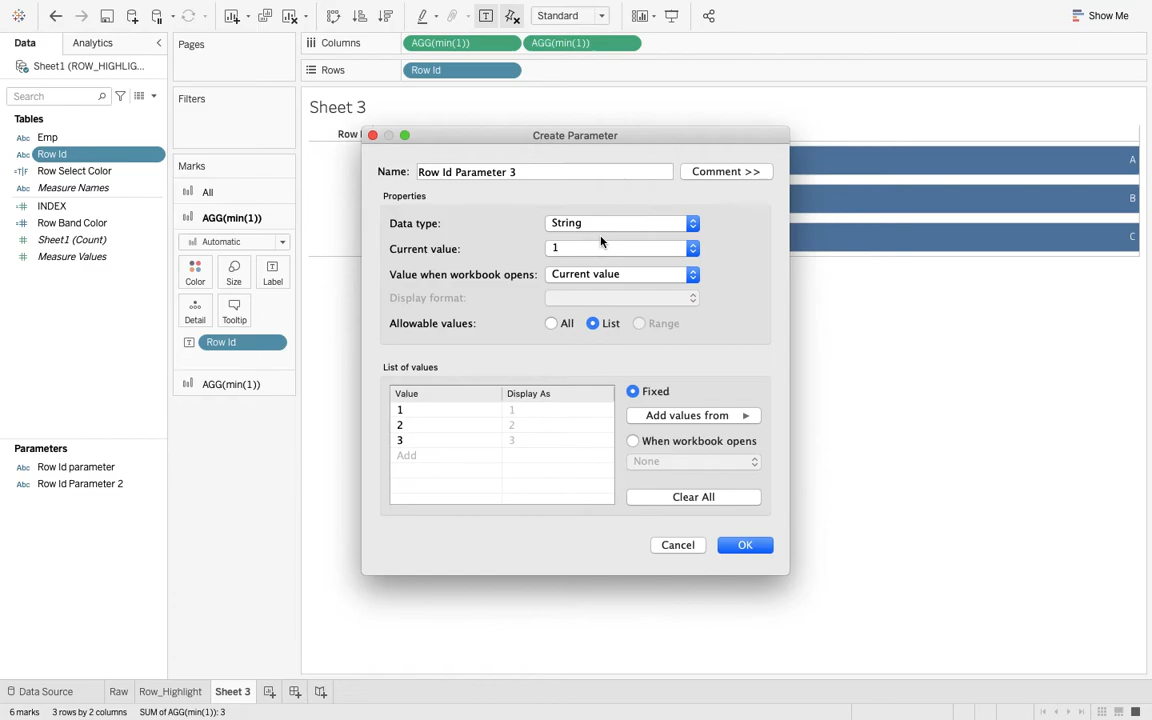 Standard
Show Me
Data
Analytics
Pages
Columns
AGG(min(1))
AGG(min(1))
Sheet1 (ROW_HIGHLIG...
Rows
Row Id
Search
Filters
Sheet 3
Tables
Abc Emp
Abc Row Id
Row I
Create Parameter
A
B
C
=T|F Row Select Color
Abc Measure Names
INDEX
Row Band Color
Sheet1 (Count)
Measure Values
Marks
All
AGG(min(1))
Automatic
Color
Size
Label
Detail
Tooltip
Row Id
AGG(min(1))
Name:
Row Id Parameter 3
Comment >>
Properties
Data type:
String
Current value:
1
Value when workbook opens:
Current value
Display format:
Allowable values:
All
List
Range
List of values
Value
Display As
1
1
2
2
3
3
Add
Fixed
Add values from
When workbook opens
None
Clear All
Cancel
OK
Parameters
Abc Row Id parameter
Abc Row Id Parameter 2
Data Source
Raw
Row_Highlight
Sheet 3
6 marks
3 rows by 2 columns
SUM of AGG(min(1)): 3